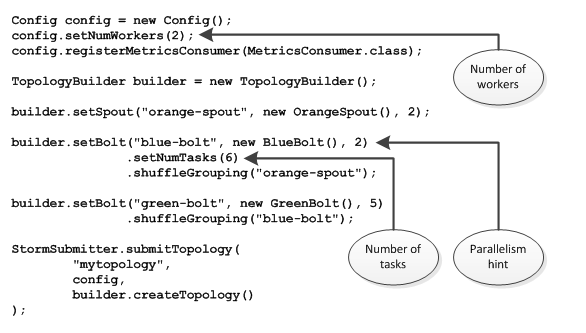 Config config = new Config();
config.setNumWorkers(2);
config.registerMetricsConsumer(MetricsConsumer.class);
Number of
workers
TopologyBuilder builder = new TopologyBuilder();
builder.setSpout("orange-spout", new OrangeSpout(), 2);
builder.setBolt("blue-bolt", new BlueBolt(), 2)
.setNumTasks(6)
.shuffleGrouping("orange-spout");
builder.setBolt("green-bolt", new GreenBolt(), 5)
.shuffleGrouping("blue-bolt");
Number of
tasks
Parallelism
hint
StormSubmitter.submitTopology(
"mytopology",
config,
builder.createTopology()
);